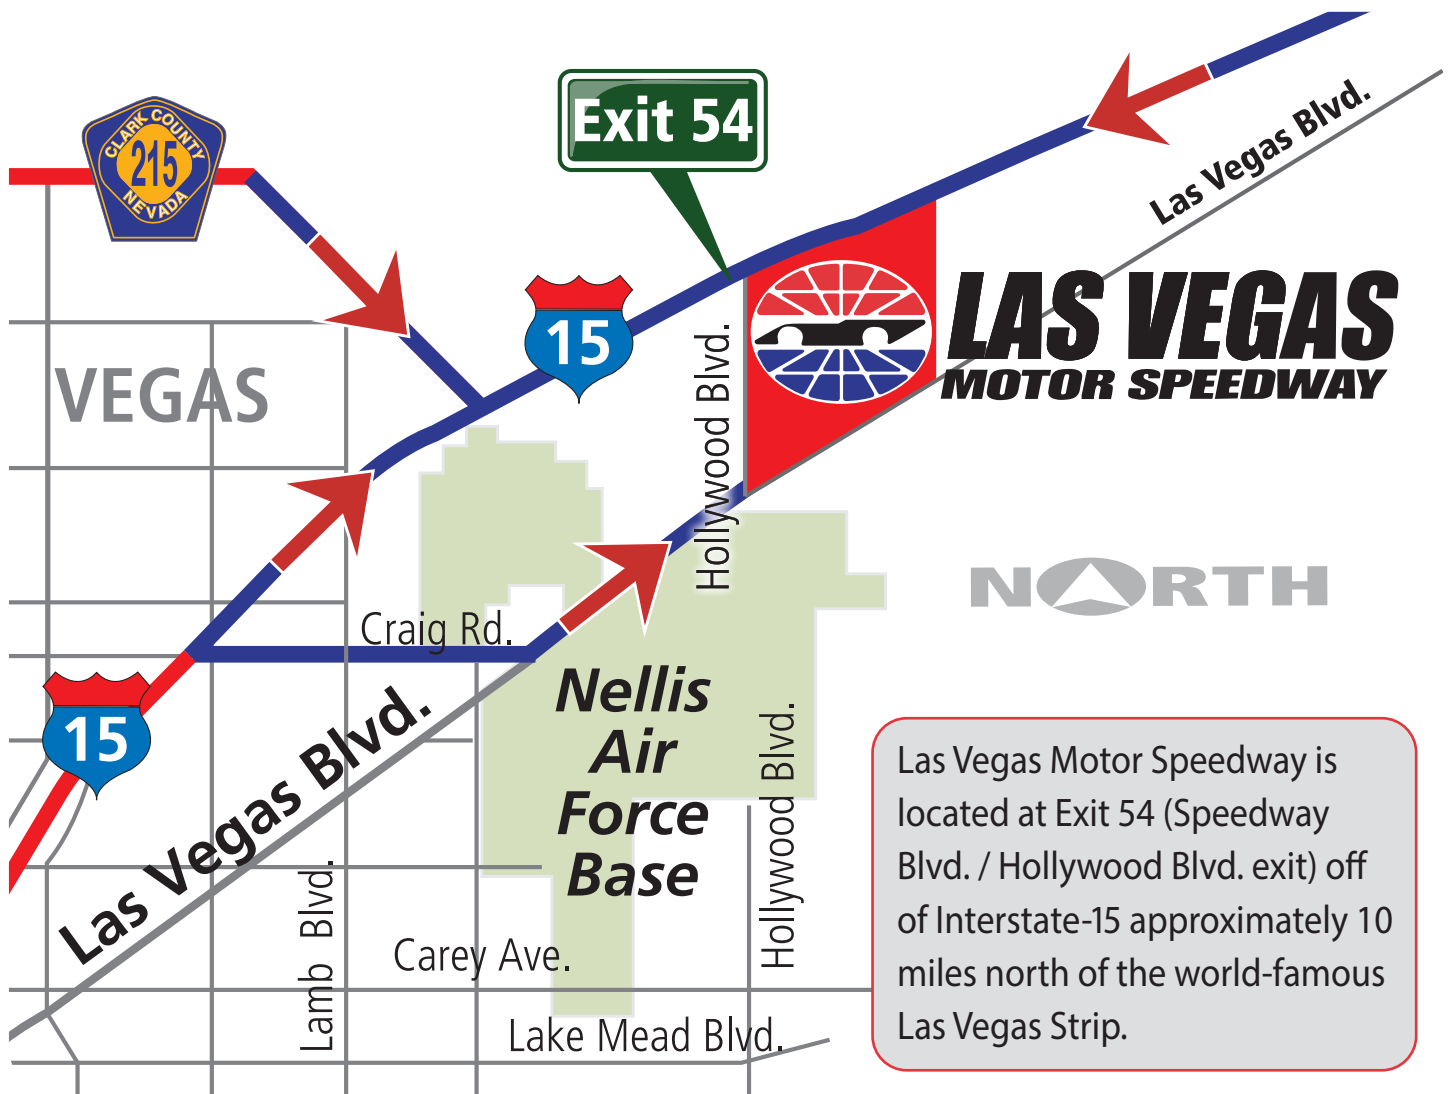 Exit 54
Las Vegas Blvd.
CLARK COUNTY
215
NEVADA
15
LAS VEGAS
MOTOR SPEEDWAY
VEGAS
Hollywood Blvd.
NORTH
Craig Rd.
15
Las Vegas Blvd.
Nellis
Air
Force
Base
Hollywood Blvd.
Lamb Blvd.
Carey Ave.
Lake Mead Blvd.
Las Vegas Motor Speedway is
located at Exit 54 (Speedway
Blvd. / Hollywood Blvd. exit) off
of Interstate-15 approximately 10
miles north of the world-famous
Las Vegas Strip.